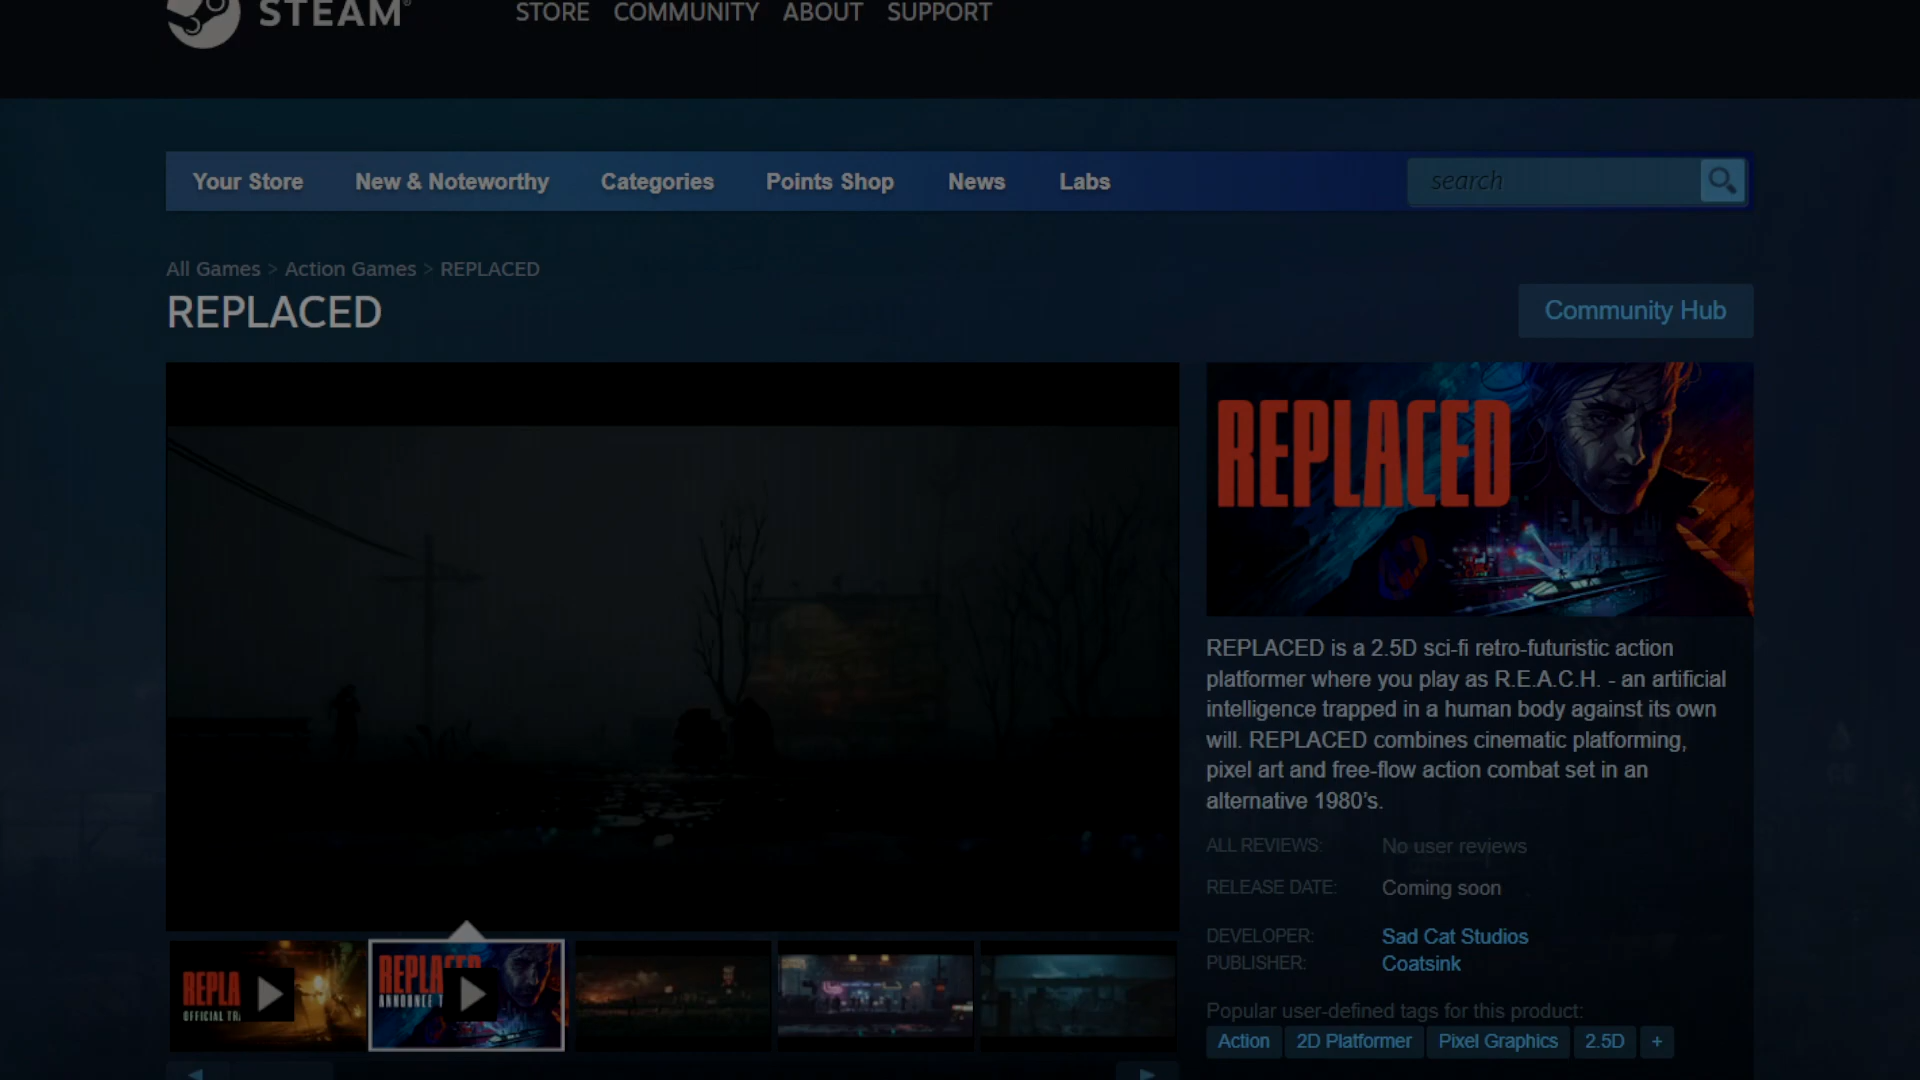 STEAM®
STORE COMMUNITY ABOUT SUPPORT
Your Store New & Noteworthy Categories Points Shop News Labs
search
All Games > Action Games > REPLACED
REPLACED
Community Hub
REPLACED
REPLACED is a 2.5D sci-fi retro-futuristic action
platformer where you play as R.E.A.C.H. - an artificial
intelligence trapped in a human body against its own
will. REPLACED combines cinematic platforming,
pixel art and free-flow action combat set in an
alternative 1980’s.
ALL REVIEWS: No user reviews
RELEASE DATE: Coming soon
DEVELOPER: Sad Cat Studios
PUBLISHER: Coatsink
Popular user-defined tags for this product:
Action 2D Platformer Pixel Graphics 2.5D +
REPLA
OFFICIAL
REPLACED